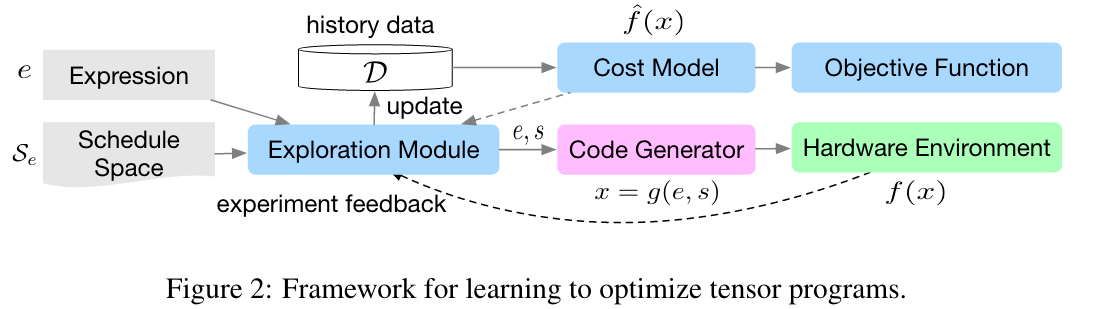 history data
f̂(x)
e
Expression
𝒟
Cost Model
Objective Function
update
𝒮ₑ
Schedule
Space
Exploration Module
e, s
Code Generator
Hardware Environment
x = g(e, s)
f(x)
experiment feedback
Figure 2: Framework for learning to optimize tensor programs.